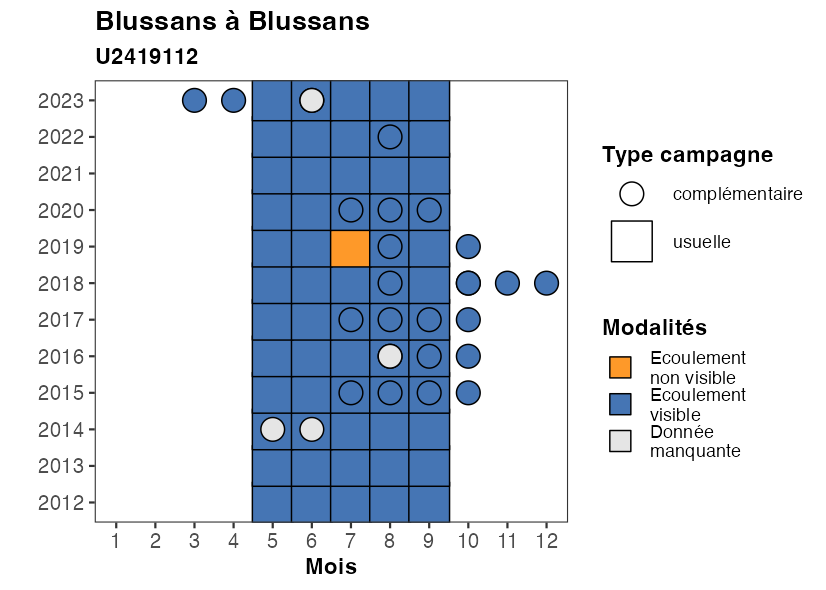 Blussans à Blussans
U2419112
2023
2022
2021
2020
2019
2018
2017
2016
2015
2014
2013
2012
1 2 3 4 5 6 7 8 9 10 11 12
Mois
Type campagne
complémentaire
usuelle
Modalités
Ecoulement
non visible
Ecoulement
visible
Donnée
manquante